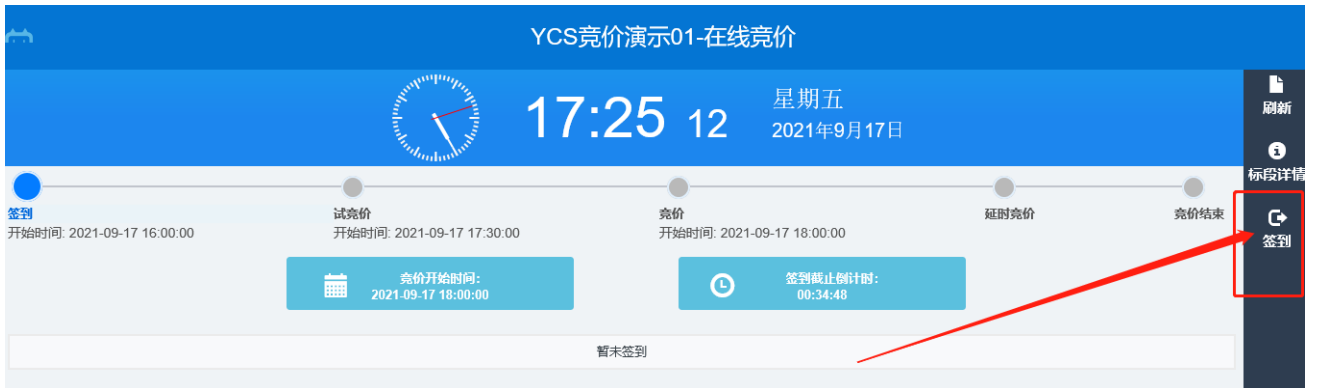 YCS竞价演示01-在线竞价
17:25 12
星期五
2021年9月17日
刷新
标段详情
签到
签到
开始时间: 2021-09-17 16:00:00
试竞价
开始时间: 2021-09-17 17:30:00
竞价
开始时间: 2021-09-17 18:00:00
延时竞价
竞价结束
竞价开始时间:
2021-09-17 18:00:00
签到截止倒计时:
00:34:48
暂未签到